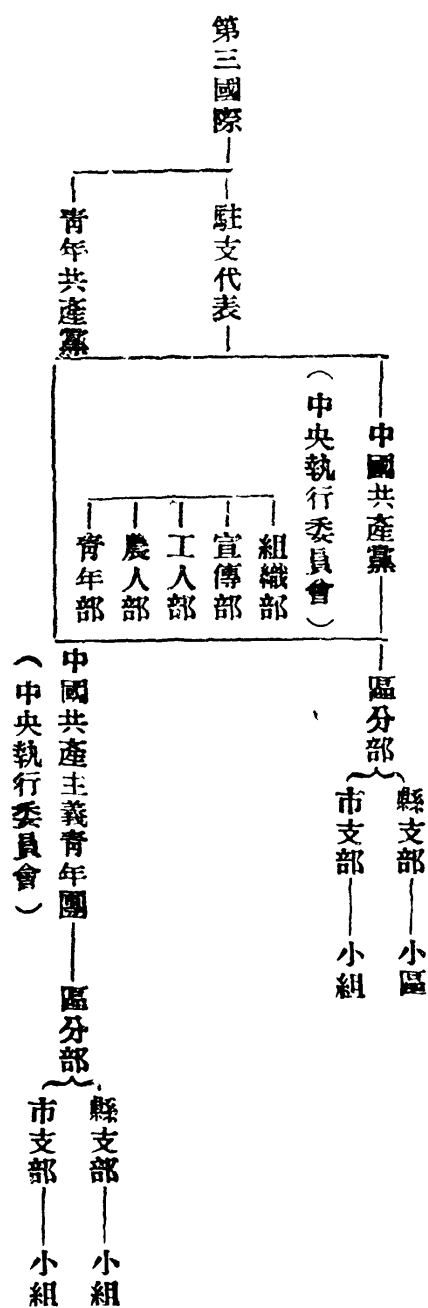 第三國際
駐支代表
青年共產黨
中國共產黨
（中央執行委員會）
組織部
宣傳部
工人部
農人部
青年部
區分部
縣支部
小區
市支部
小組
中國共產主義青年團
（中央執行委員會）
區分部
縣支部
小組
市支部
小組